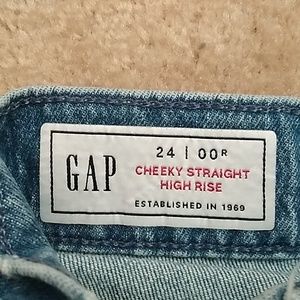 GAP
24 | 00R
CHEEKY STRAIGHT
HIGH RISE
ESTABLISHED IN 1969